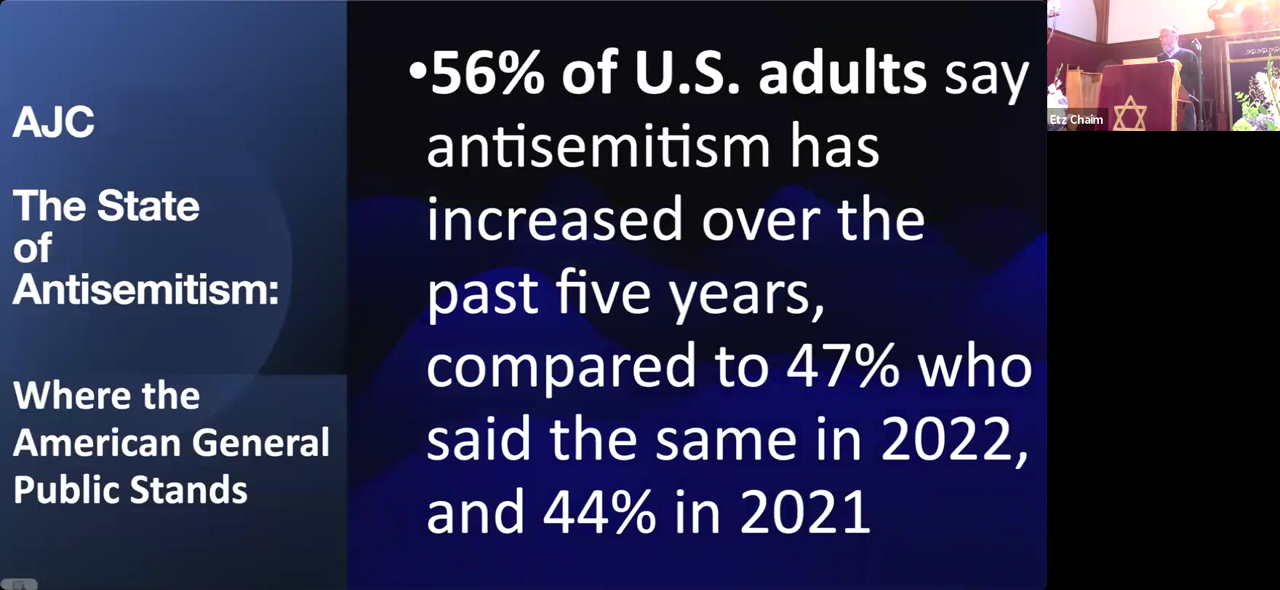 AJC
The State
of
Antisemitism:
Where the
American General
Public Stands
•56% of U.S. adults say
antisemitism has
increased over the
past five years,
compared to 47% who
said the same in 2022,
and 44% in 2021
Etz Chaim